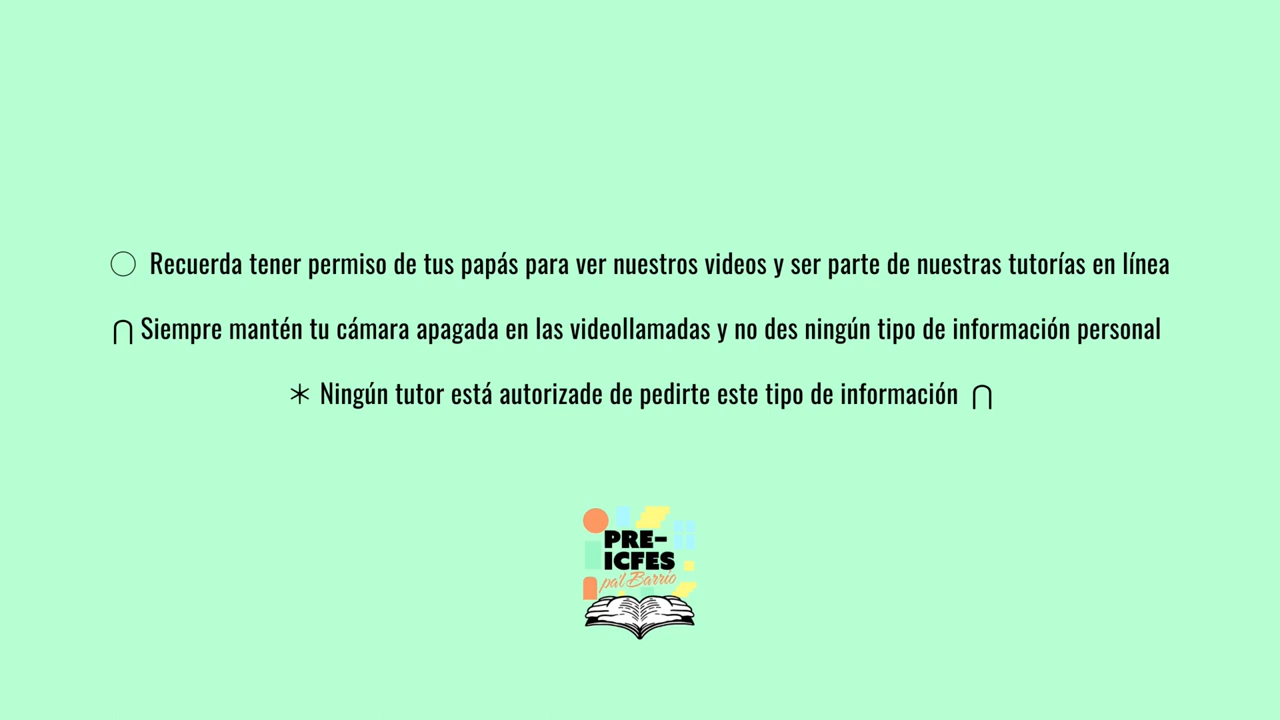 ◯ Recuerda tener permiso de tus papás para ver nuestros videos y ser parte de nuestras tutorías en línea
⋂ Siempre mantén tu cámara apagada en las videollamadas y no des ningún tipo de información personal
✳ Ningún tutor está autorizade de pedirte este tipo de información ⋂
PRE-
ICFES
pa'l Barrio